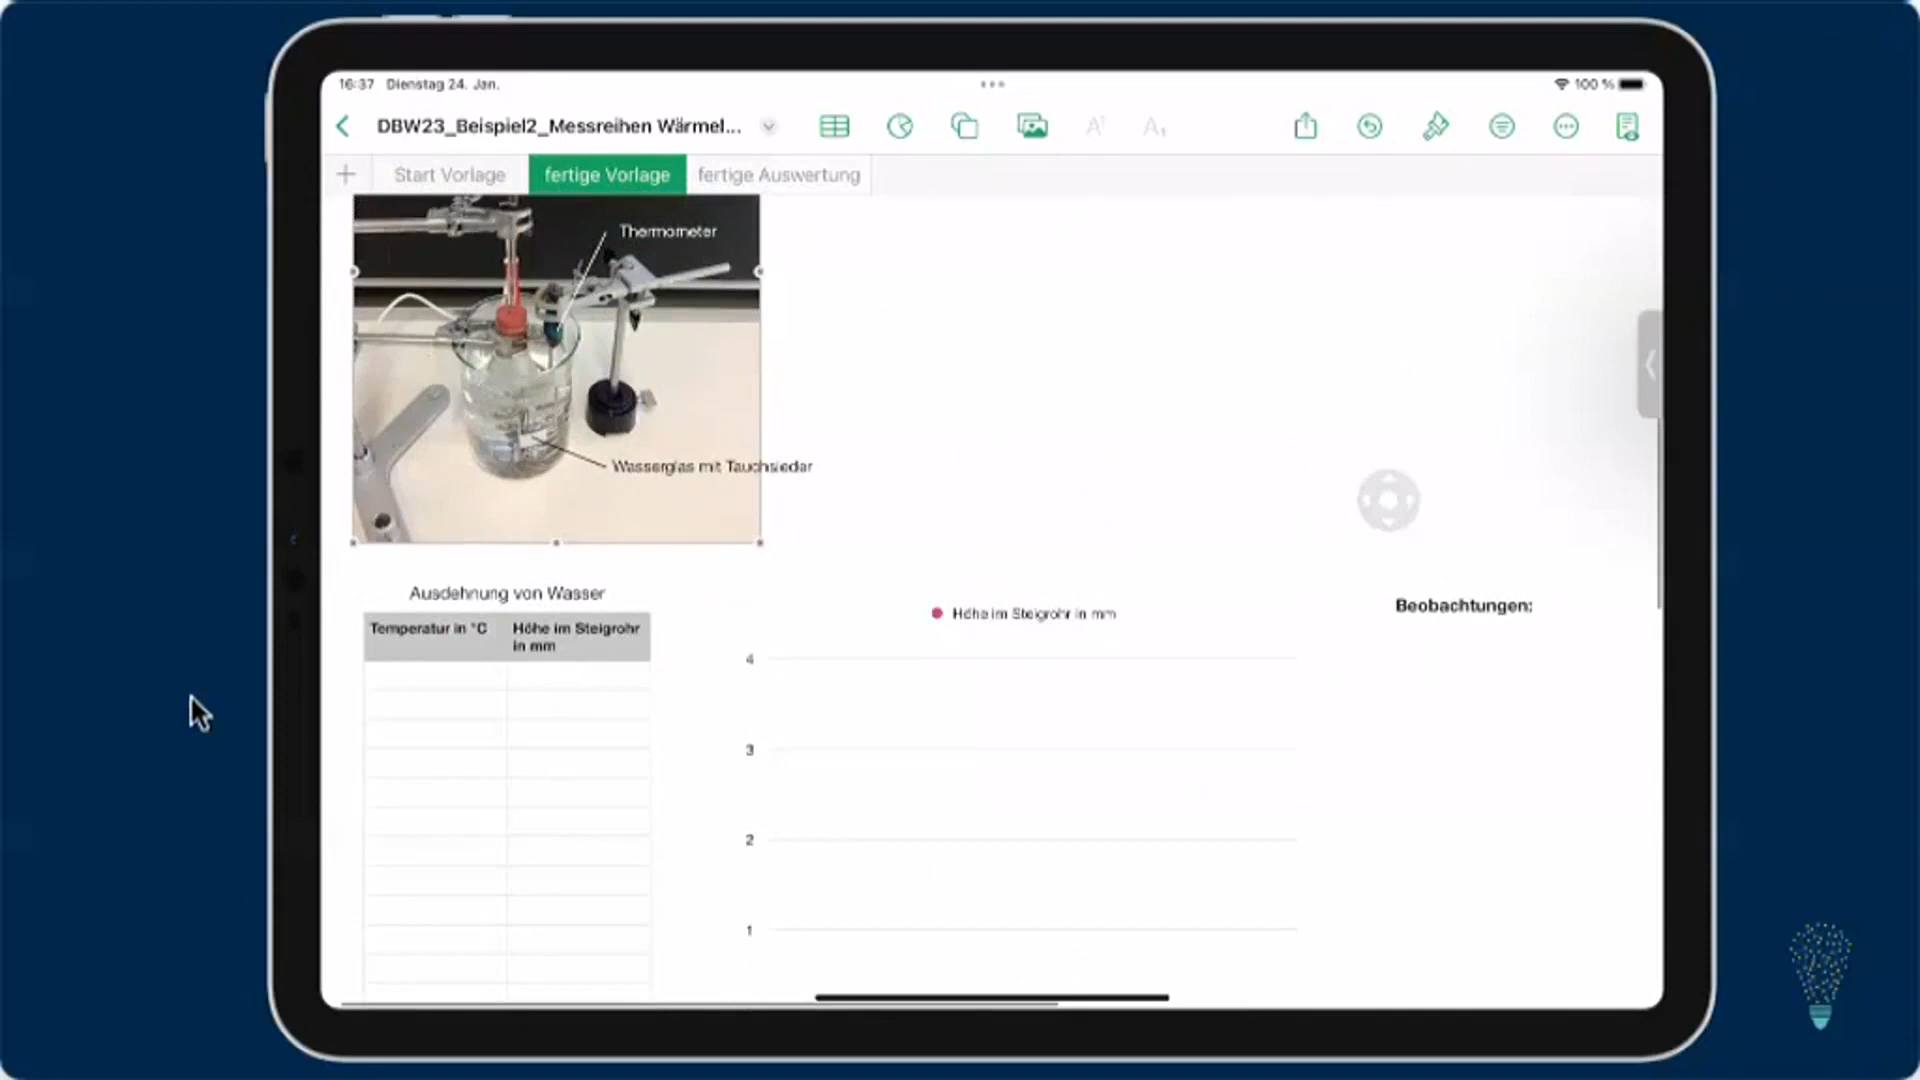 16:37 Dienstag 24. Jan.
100 %
DBW23_Beispiel2_Messreihen Wärmel...
Start Vorlage
fertige Vorlage
fertige Auswertung
Thermometer
Wasserglas mit Tauchsieder
Ausdehnung von Wasser
Temperatur in °C
Höhe im Steigrohr
in mm
Höhe im Steigrohr in mm
4
3
2
1
Beobachtungen: